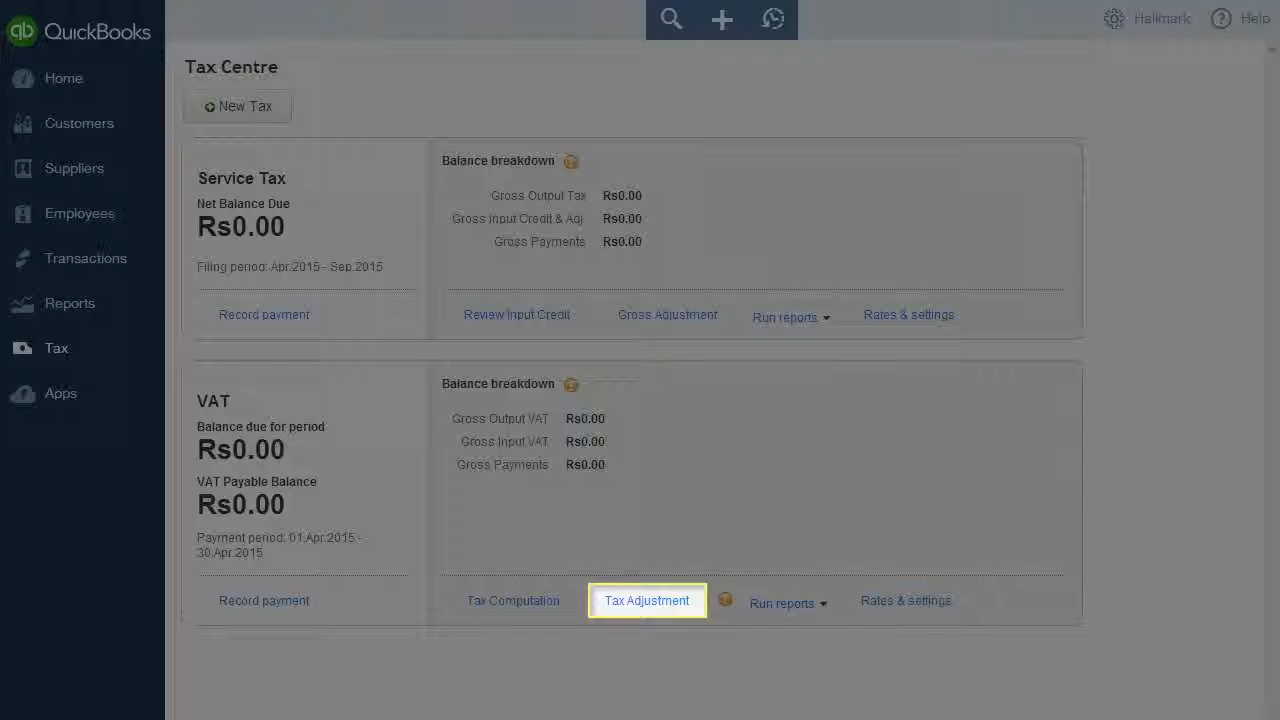 qb QuickBooks
Hallmark
Help
Home
Customers
Suppliers
Employees
Transactions
Reports
Tax
Apps
Tax Centre
New Tax
Service Tax
Net Balance Due
Rs0.00
Filing period: Apr.2015 - Sep.2015
Record payment
Balance breakdown
Gross Output Tax Rs0.00
Gross Input Credit & Adj. Rs0.00
Gross Payments Rs0.00
Review Input Credit Gross Adjustment Run reports Rates & settings
VAT
Balance due for period
Rs0.00
VAT Payable Balance
Rs0.00
Payment period: 01.Apr.2015 -
30.Apr.2015
Record payment
Balance breakdown
Gross Output VAT Rs0.00
Gross Input VAT Rs0.00
Gross Payments Rs0.00
Tax Computation Tax Adjustment Run reports Rates & settings